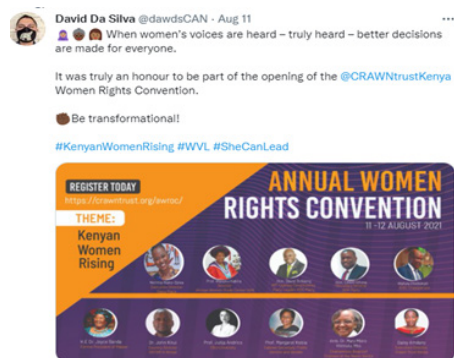 David Da Silva @dawdsCAN · Aug 11
When women's voices are heard – truly heard – better decisions
are made for everyone.
It was truly an honour to be part of the opening of the @CRAWNtrustKenya
Women Rights Convention.
Be transformational!
#KenyanWomenRising #WVL #SheCanLead
REGISTER TODAY
https://crawntrust.org/awroc/
THEME:
Kenyan
Women
Rising
ANNUAL WOMEN
RIGHTS CONVENTION
11 -12 AUGUST 2021